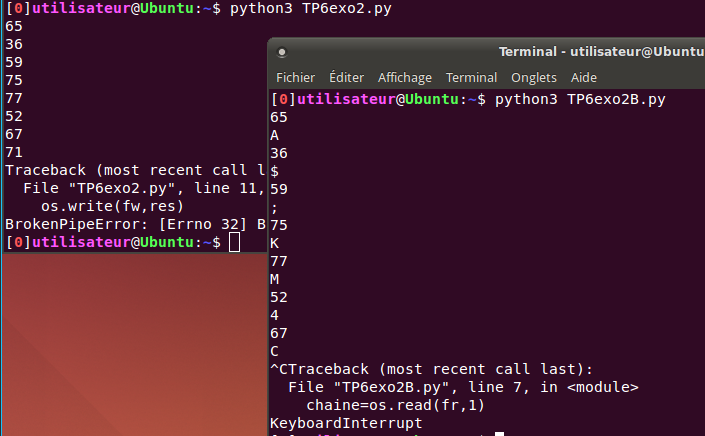 [0]utilisateur@Ubuntu:~$ python3 TP6exo2.py
65
36
59
75
77
52
67
71
Traceback (most recent call l
  File "TP6exo2.py", line 11,
    os.write(fw,res)
BrokenPipeError: [Errno 32] B
[0]utilisateur@Ubuntu:~$
Terminal - utilisateur@Ubuntu
Fichier Éditer Affichage Terminal Onglets Aide
[0]utilisateur@Ubuntu:~$ python3 TP6exo2B.py
65
A
36
$
59
;
75
K
77
M
52
4
67
C
^CTraceback (most recent call last):
  File "TP6exo2B.py", line 7, in <module>
    chaine=os.read(fr,1)
KeyboardInterrupt